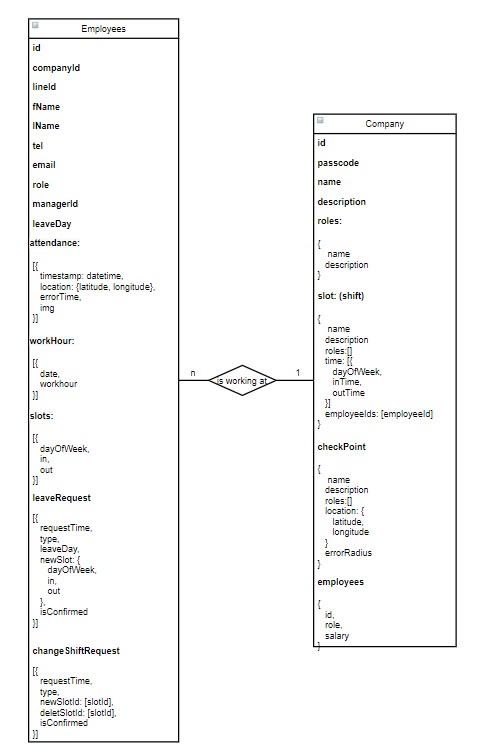 Employees
id
companyId
lineId
fName
lName
tel
email
role
managerId
leaveDay
attendance:
[{
timestamp: datetime,
location: {latitude, longitude},
errorTime,
img
}]
workHour:
[{
date,
workhour
}]
slots:
[{
dayOfWeek,
in,
out
}]
leaveRequest
[{
requestTime,
type,
leaveDay,
newSlot: {
dayOfWeek,
in,
out
},
isConfirmed
}]
changeShiftRequest
[{
requestTime,
type,
newSlotId: [slotId],
deletSlotId: [slotId],
isConfirmed
}]
n
is working at
1
Company
id
passcode
name
description
roles:
{
name
description
}
slot: (shift)
{
name
description
roles:[]
time: [{
dayOfWeek,
inTime,
outTime
}]
employeeIds: [employeeId]
}
checkPoint
{
name
description
roles:[]
location: {
latitude,
longitude
}
errorRadius
}
employees
{
id,
role,
salary
}